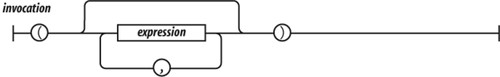 invocation
( expression )
,